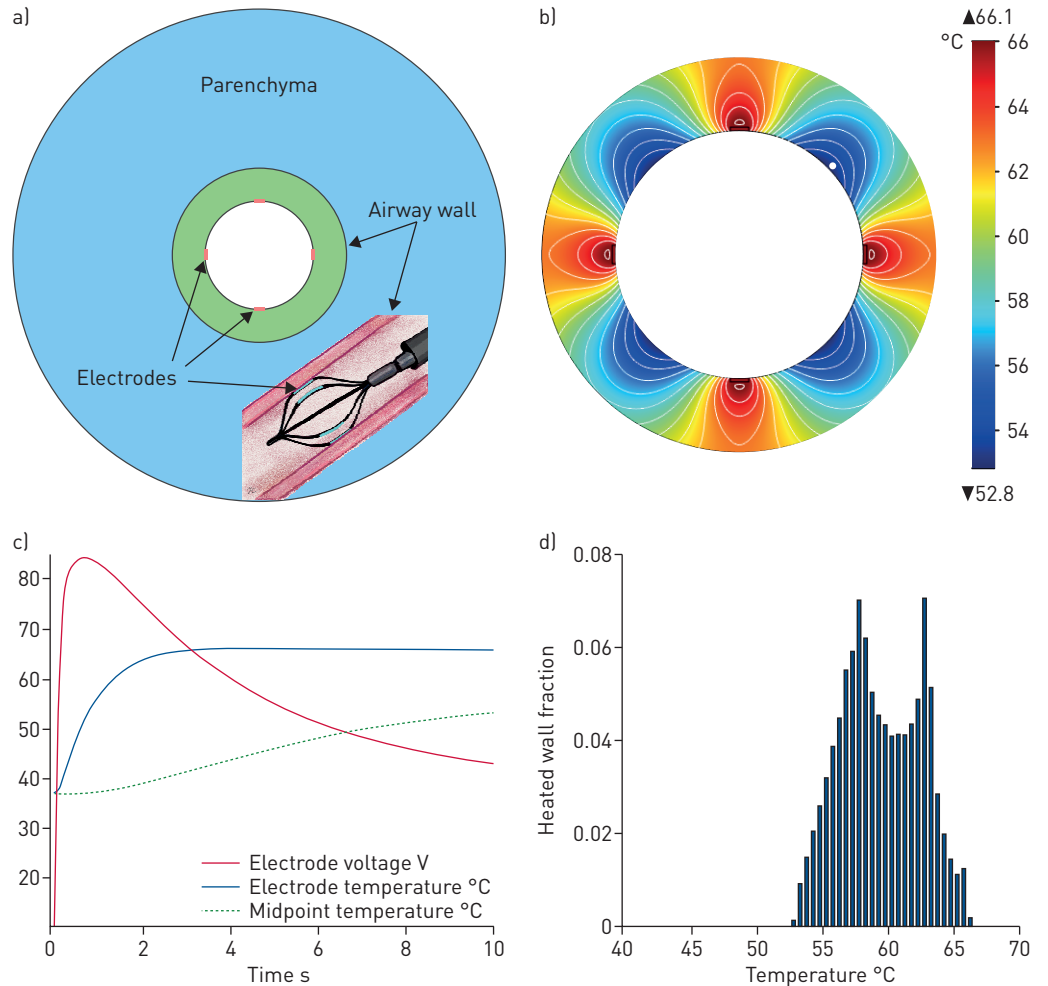 a)
Parenchyma
Airway wall
Electrodes
b)
▲66.1
°C
66
64
62
60
58
56
54
▼52.8
c)
80
70
60
50
40
30
20
Electrode voltage V
Electrode temperature °C
Midpoint temperature °C
0 2 4 6 8 10
Time s
d)
0.08
0.06
0.04
0.02
0
Heated wall fraction
40 45 50 55 60 65 70
Temperature °C